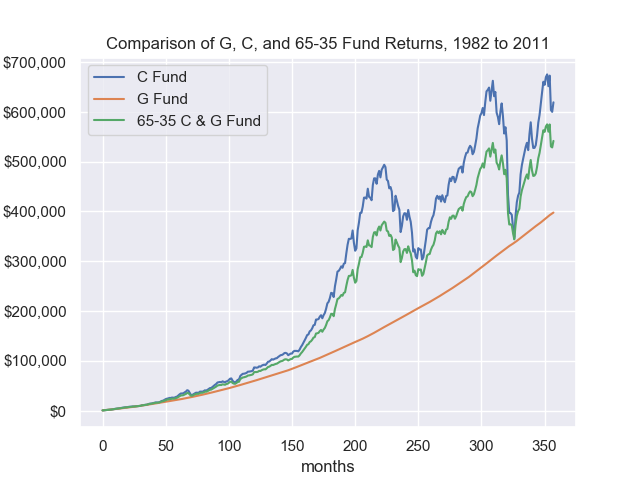 Comparison of G, C, and 65-35 Fund Returns, 1982 to 2011
$700,000
$600,000
$500,000
$400,000
$300,000
$200,000
$100,000
$0
C Fund
G Fund
65-35 C & G Fund
0 50 100 150 200 250 300 350
months